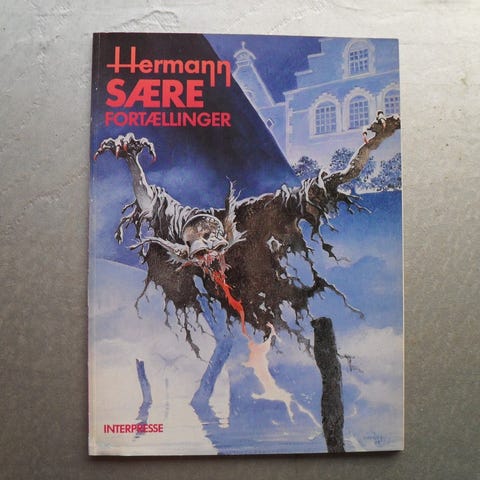 Hermann
SÆRE
FORTÆLLINGER
INTERPRESSE